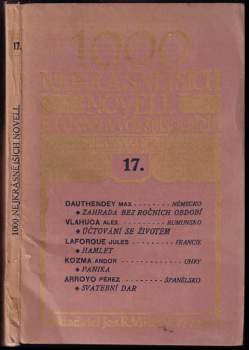 17.
1000 NEJKRÁSNĚJŠÍCH NOVELL
1000
NEJKRÁSNĚJŠÍCH
NOVELL
17.
DAUTHENDEY MAX - - - - - - - - NĚMECKO
ZAHRADA BEZ ROČNÍCH OBDOBÍ
VLAHUCA ALEX. - - - - - - - - RUMUNSKO
ÚČTOVÁNÍ SE ŽIVOTEM
LAFORGUE JULES - - - - - - - - FRANCIE
HAMLET
KOZMA ANDOR - - - - - - - - UHRY
PANIKA
ARROYO PÉREZ - - - - - - - - ŠPANĚLSKO
SVATEBNÍ DAR